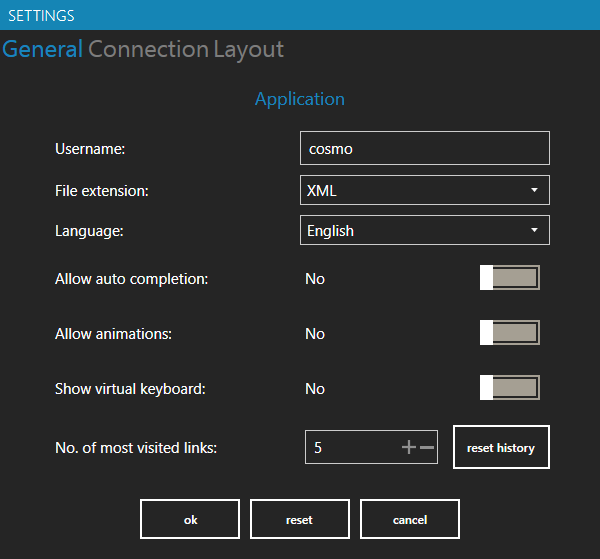 SETTINGS
General Connection Layout
Application
Username: cosmo
File extension: XML
Language: English
Allow auto completion: No
Allow animations: No
Show virtual keyboard: No
No. of most visited links: 5 reset history
ok reset cancel